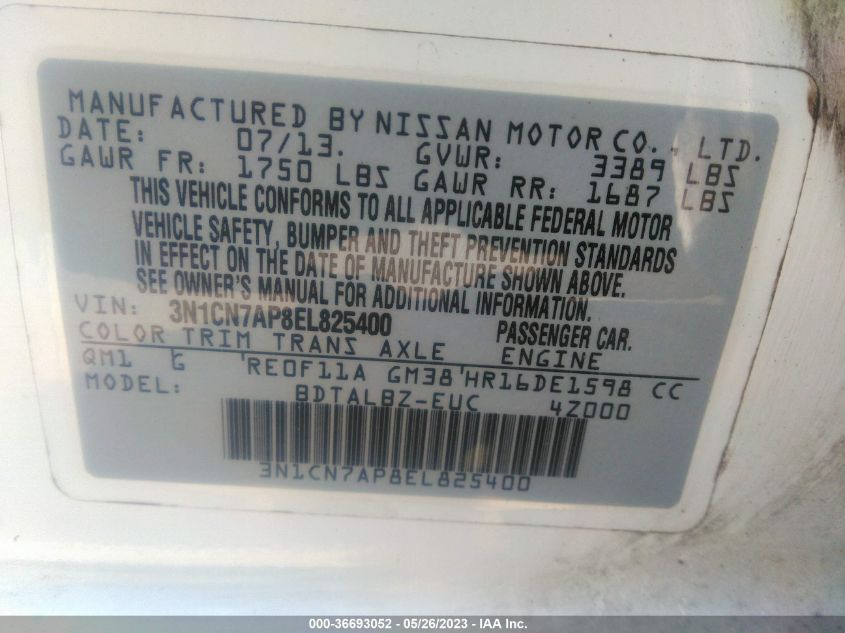 MANUFACTURED BY NISSAN MOTOR CO., LTD.
DATE: 07/13. GVWR: 3389 LBS
GAWR FR: 1750 LBS GAWR RR: 1687 LBS
THIS VEHICLE CONFORMS TO ALL APPLICABLE FEDERAL MOTOR
VEHICLE SAFETY, BUMPER AND THEFT PREVENTION STANDARDS
IN EFFECT ON THE DATE OF MANUFACTURE SHOWN ABOVE.
SEE OWNER'S MANUAL FOR ADDITIONAL INFORMATION.
VIN: 3N1CN7AP8EL825400 PASSENGER CAR.
COLOR TRIM TRANS AXLE ENGINE
QM1 G RE0F11A GM38 HR16DE1598 CC
MODEL: BDTALBZ-EUC 4Z000
3N1CN7AP8EL825400
000-36693052 - 05/26/2023 - IAA Inc.